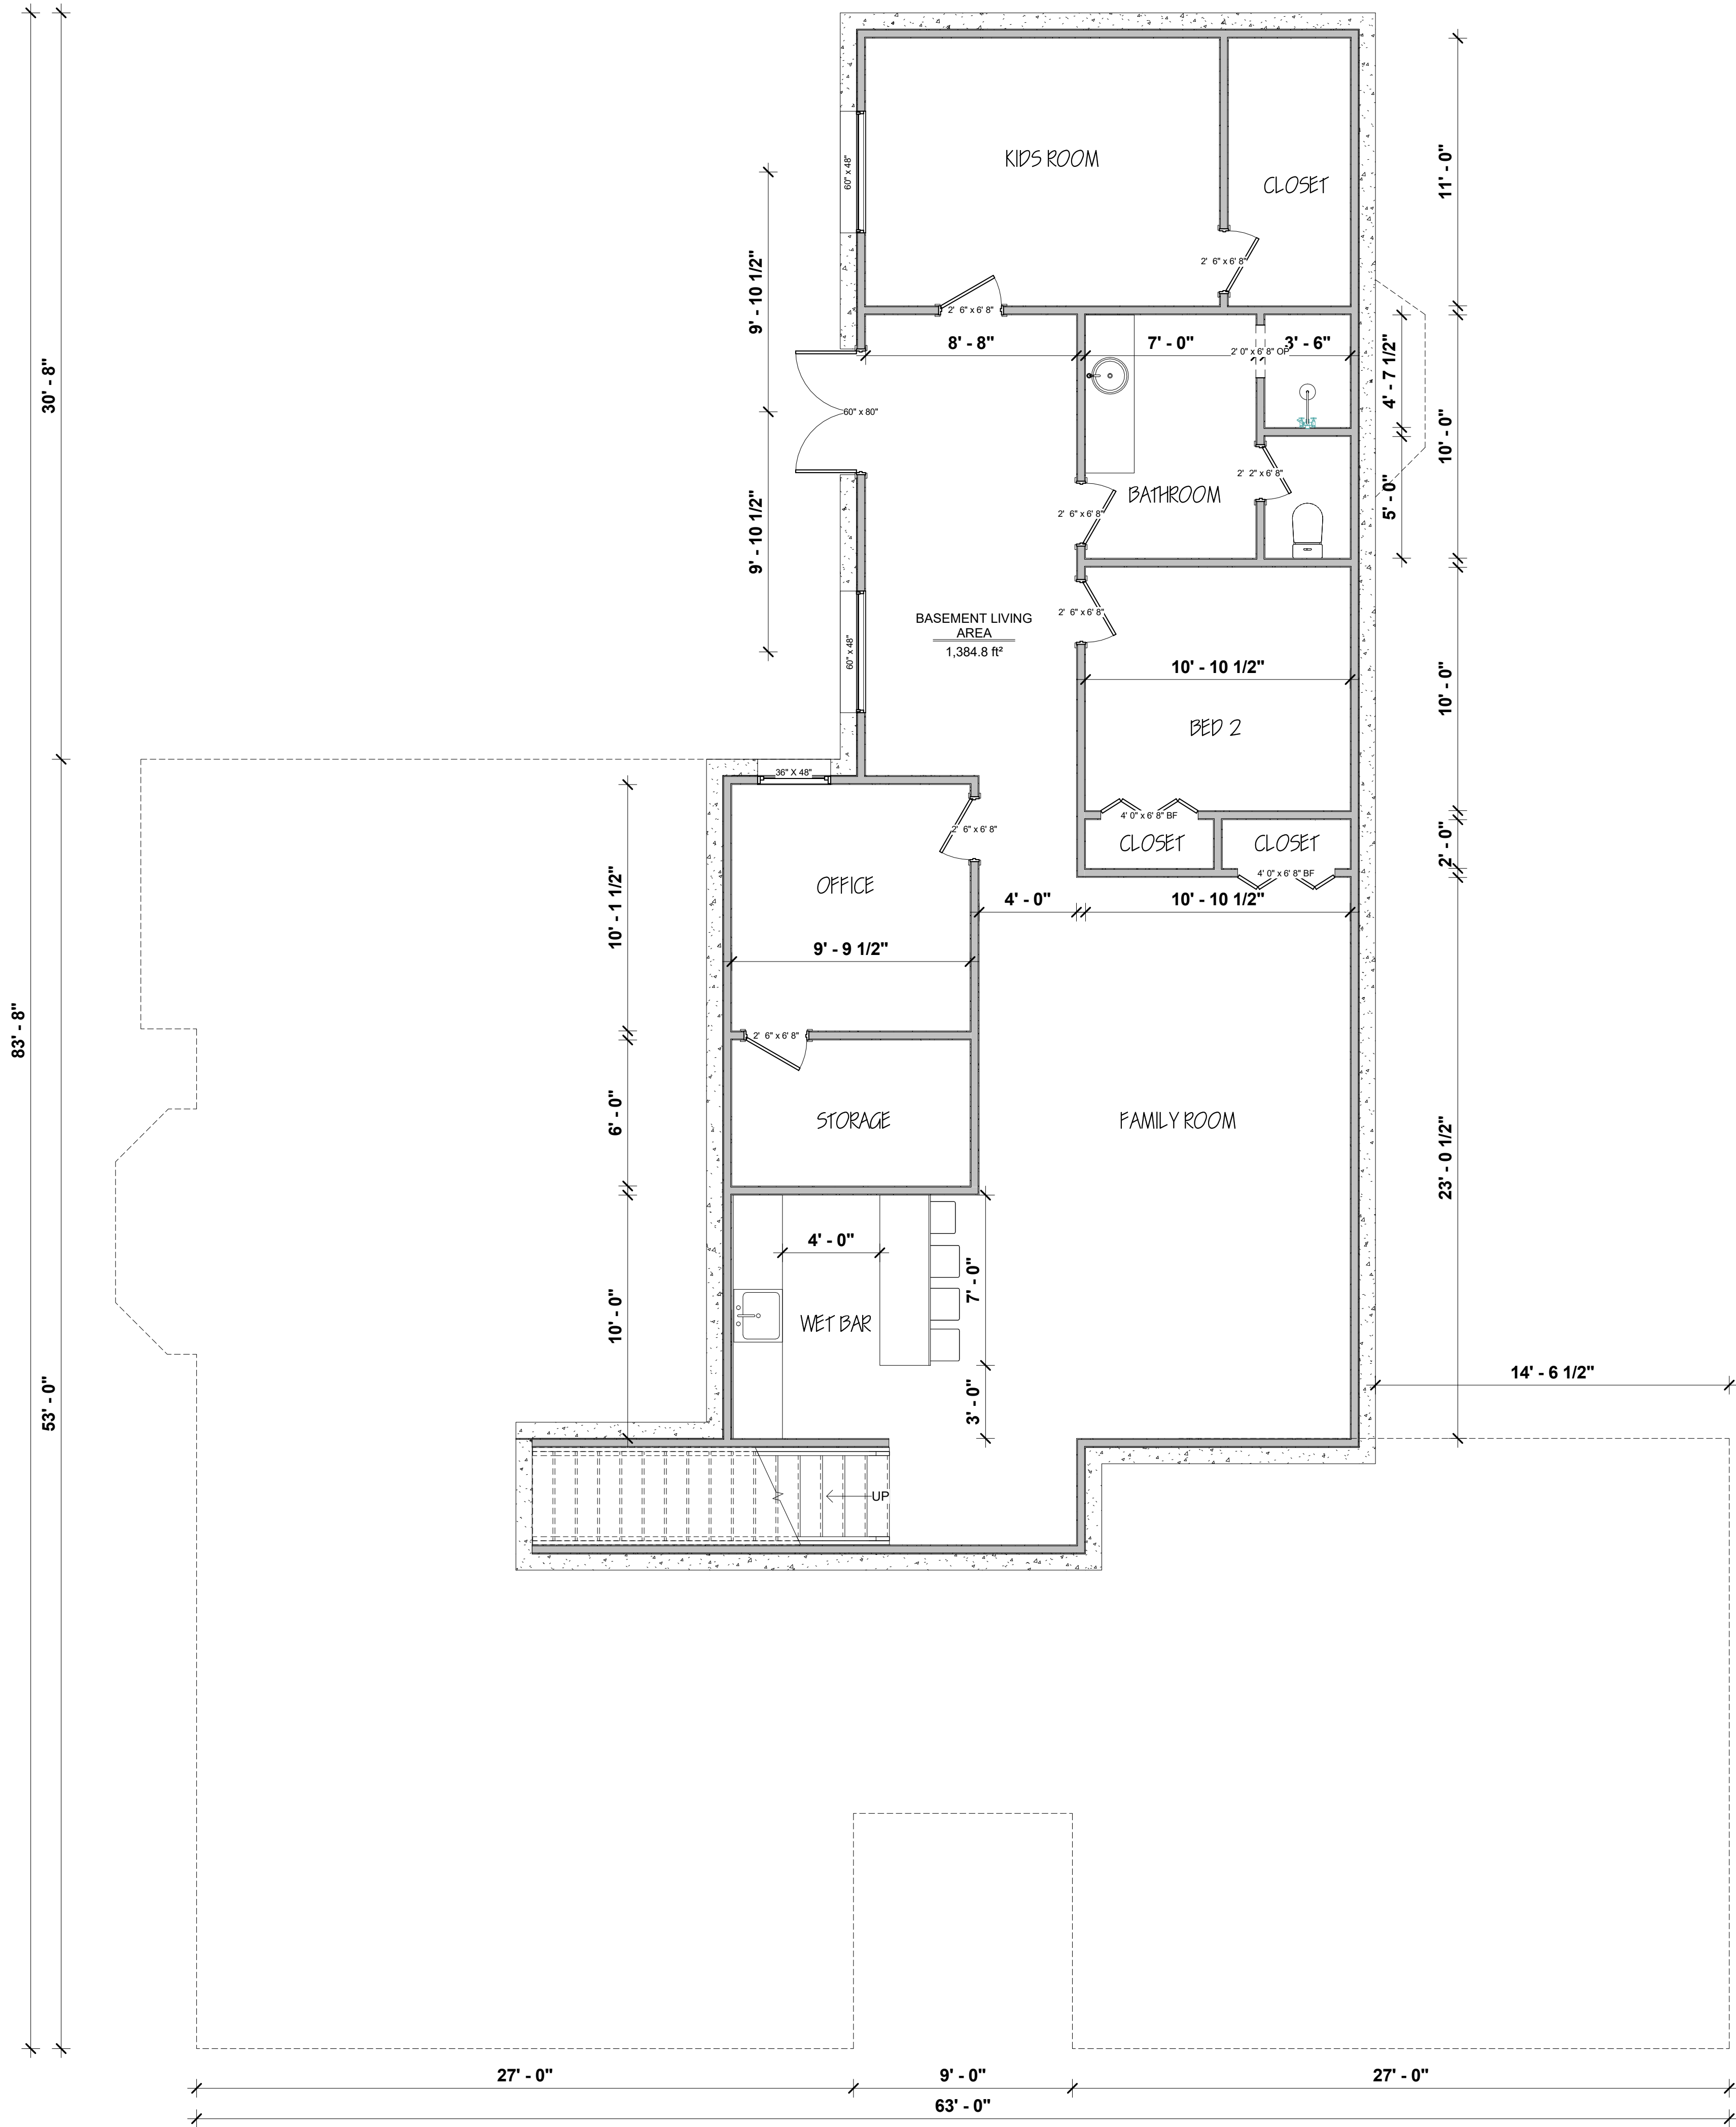 KIDS ROOM
CLOSET
60" x 48"
11' - 0"
2' 6" x 6' 8"
2' 6" x 6' 8"
9' - 10 1/2"
30' - 8"
8' - 8"
7' - 0"
2' 0" x 6' 8" OP
3' - 6"
4' - 7 1/2"
60" x 80"
10' - 0"
2' 2" x 6' 8"
BATHROOM
5' - 0"
2' 6" x 6' 8"
9' - 10 1/2"
2' 6" x 6' 8"
BASEMENT LIVING
AREA
1,384.8 ft²
60" x 48"
10' - 10 1/2"
10' - 0"
BED 2
36" X 48"
4' 0" x 6' 8" BF
2' 6" x 6' 8"
CLOSET
CLOSET
2' - 0"
4' 0" x 6' 8" BF
OFFICE
10' - 1 1/2"
4' - 0"
10' - 10 1/2"
9' - 9 1/2"
83' - 8"
2' 6" x 6' 8"
6' - 0"
STORAGE
FAMILY ROOM
23' - 0 1/2"
4' - 0"
7' - 0"
10' - 0"
WET BAR
14' - 6 1/2"
53' - 0"
3' - 0"
UP
27' - 0"
9' - 0"
27' - 0"
63' - 0"